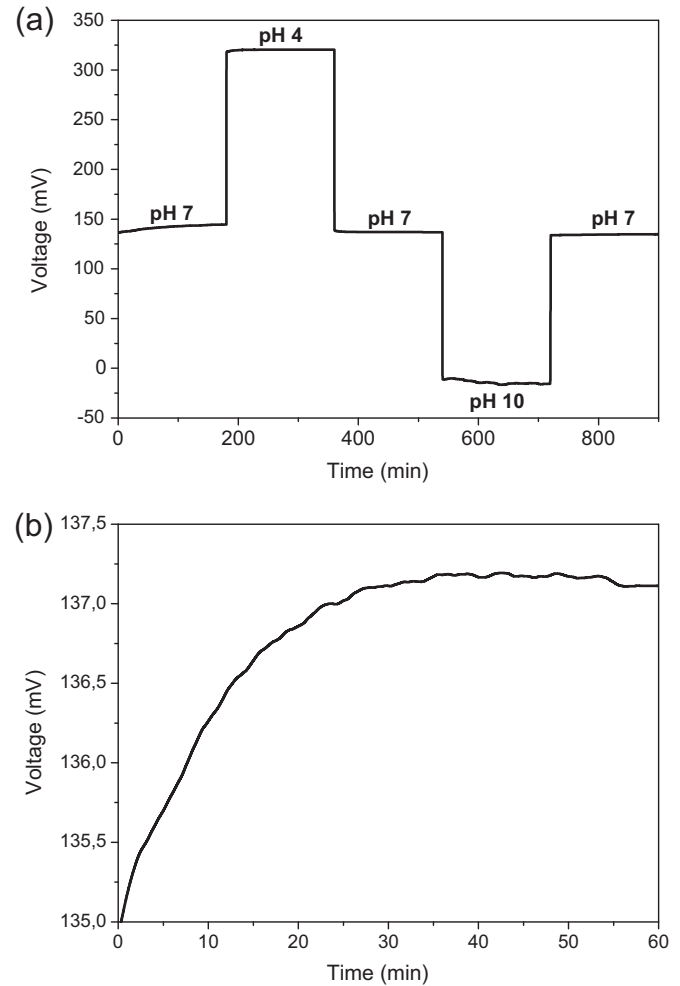 (a)
350
300
250
200
150
100
50
0
-50
Voltage (mV)
pH 7
pH 4
pH 7
pH 10
pH 7
0 200 400 600 800
Time (min)
(b)
137,5
137,0
136,5
136,0
135,5
135,0
Voltage (mV)
0 10 20 30 40 50 60
Time (min)